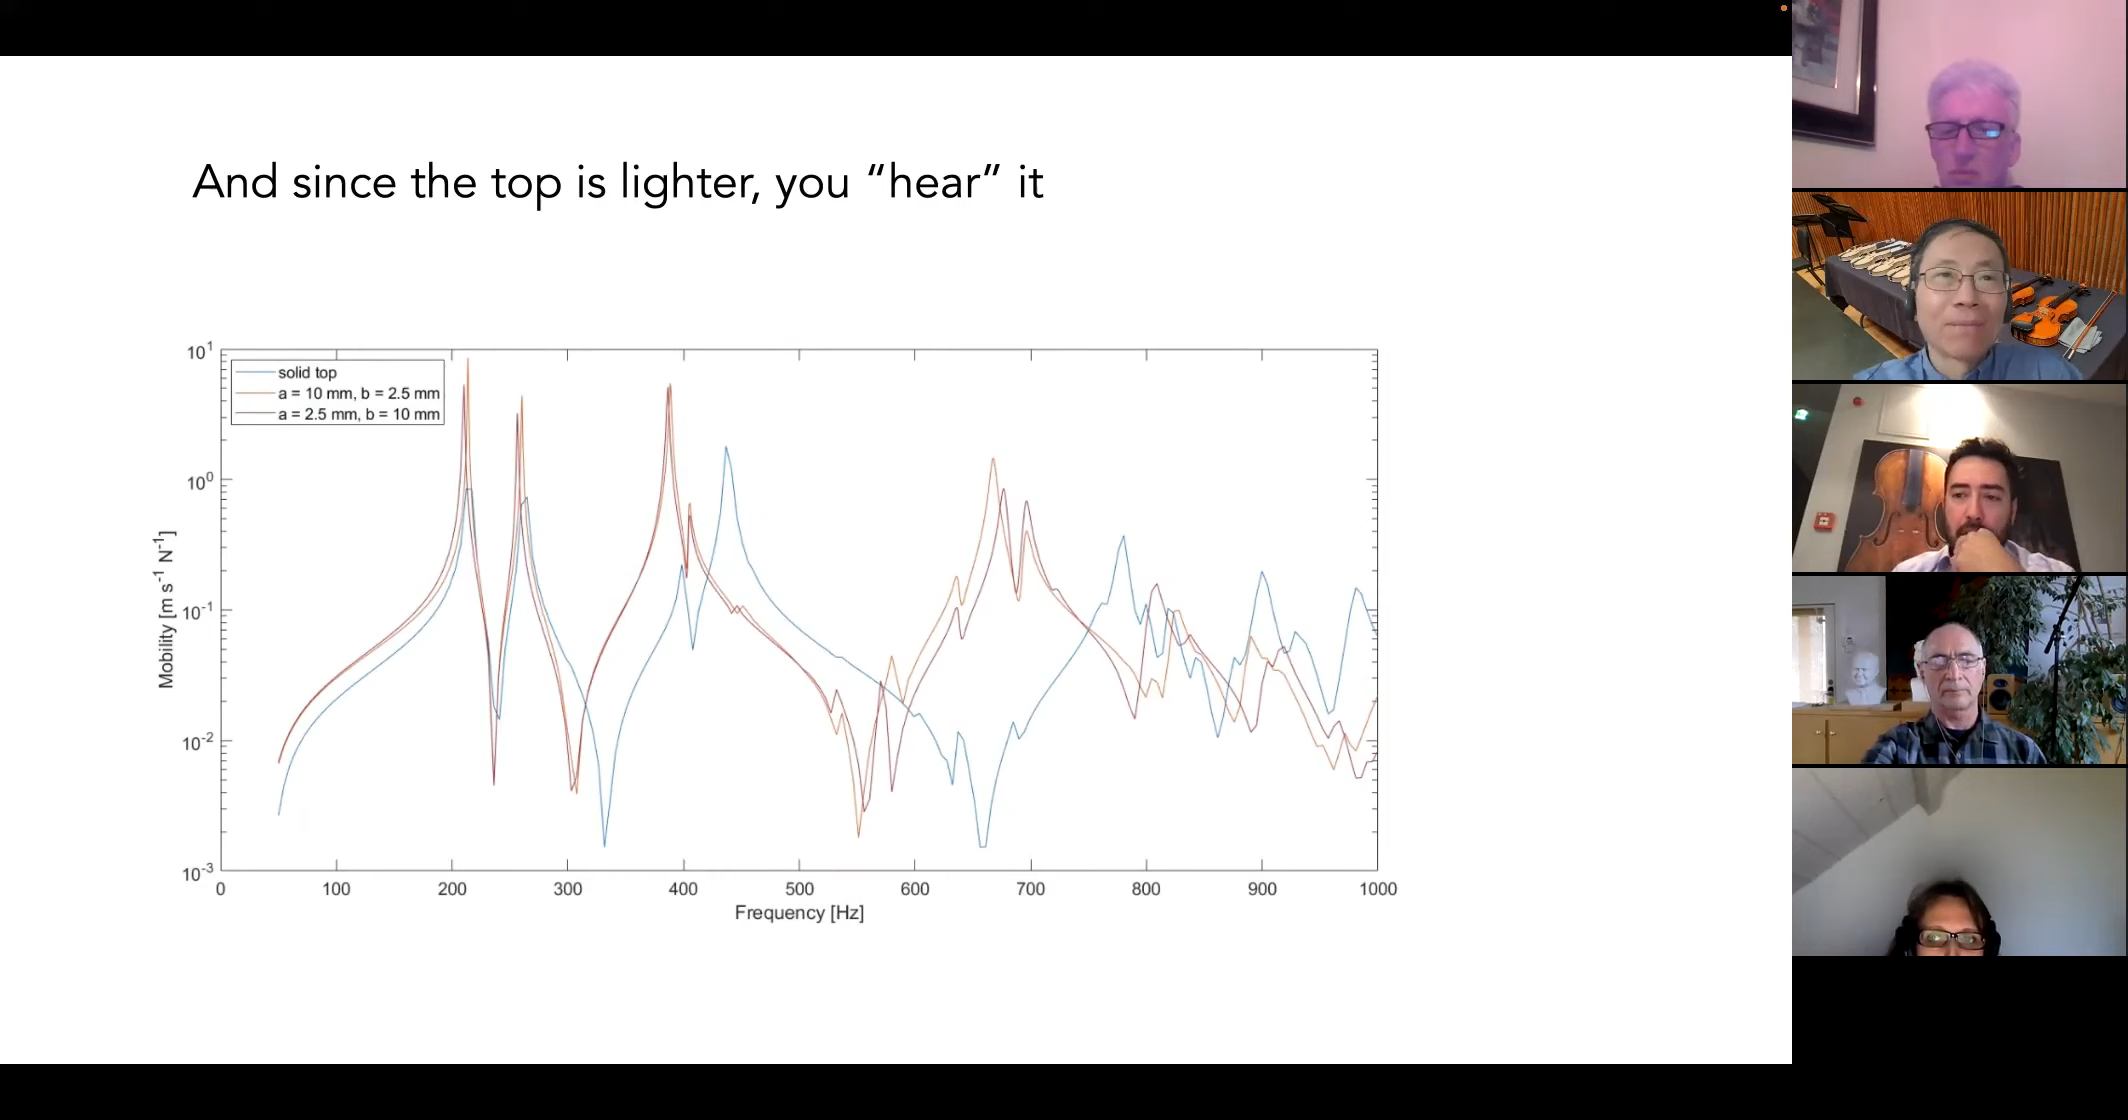 And since the top is lighter, you “hear” it
solid top
a = 10 mm, b = 2.5 mm
a = 2.5 mm, b = 10 mm
10^1
10^0
10^-1
10^-2
10^-3
Mobility [m s^-1 N^-1]
0 100 200 300 400 500 600 700 800 900 1000
Frequency [Hz]